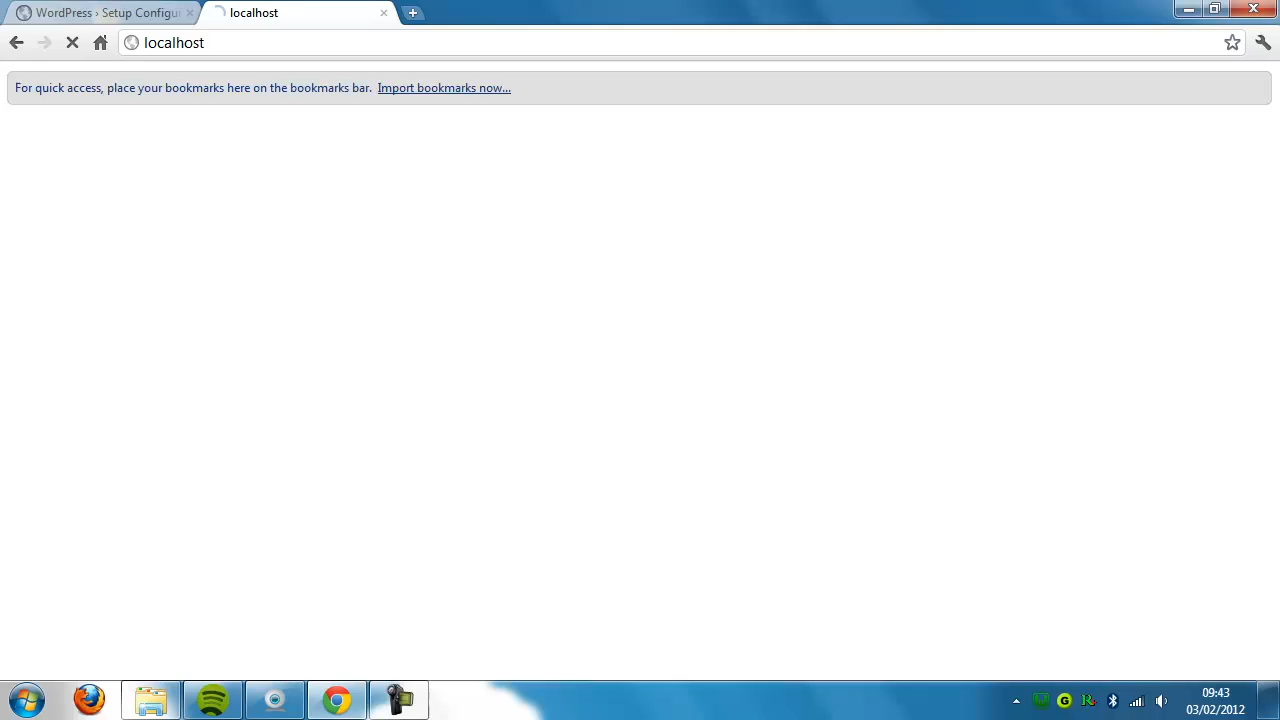 WordPress › Setup Configur
localhost
localhost
For quick access, place your bookmarks here on the bookmarks bar. Import bookmarks now...
09:43
03/02/2012